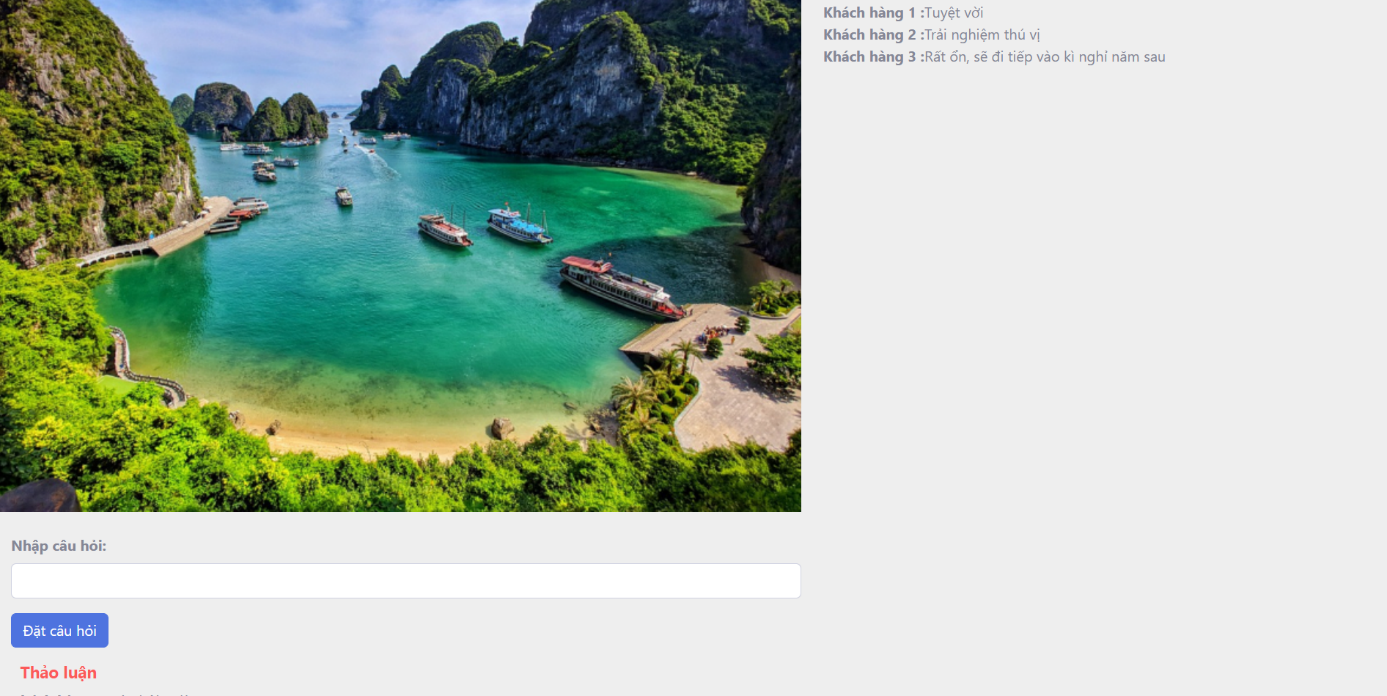 Khách hàng 1 :Tuyệt vời
Khách hàng 2 :Trải nghiệm thú vị
Khách hàng 3 :Rất ổn, sẽ đi tiếp vào kì nghỉ năm sau
Nhập câu hỏi:
Đặt câu hỏi
Thảo luận